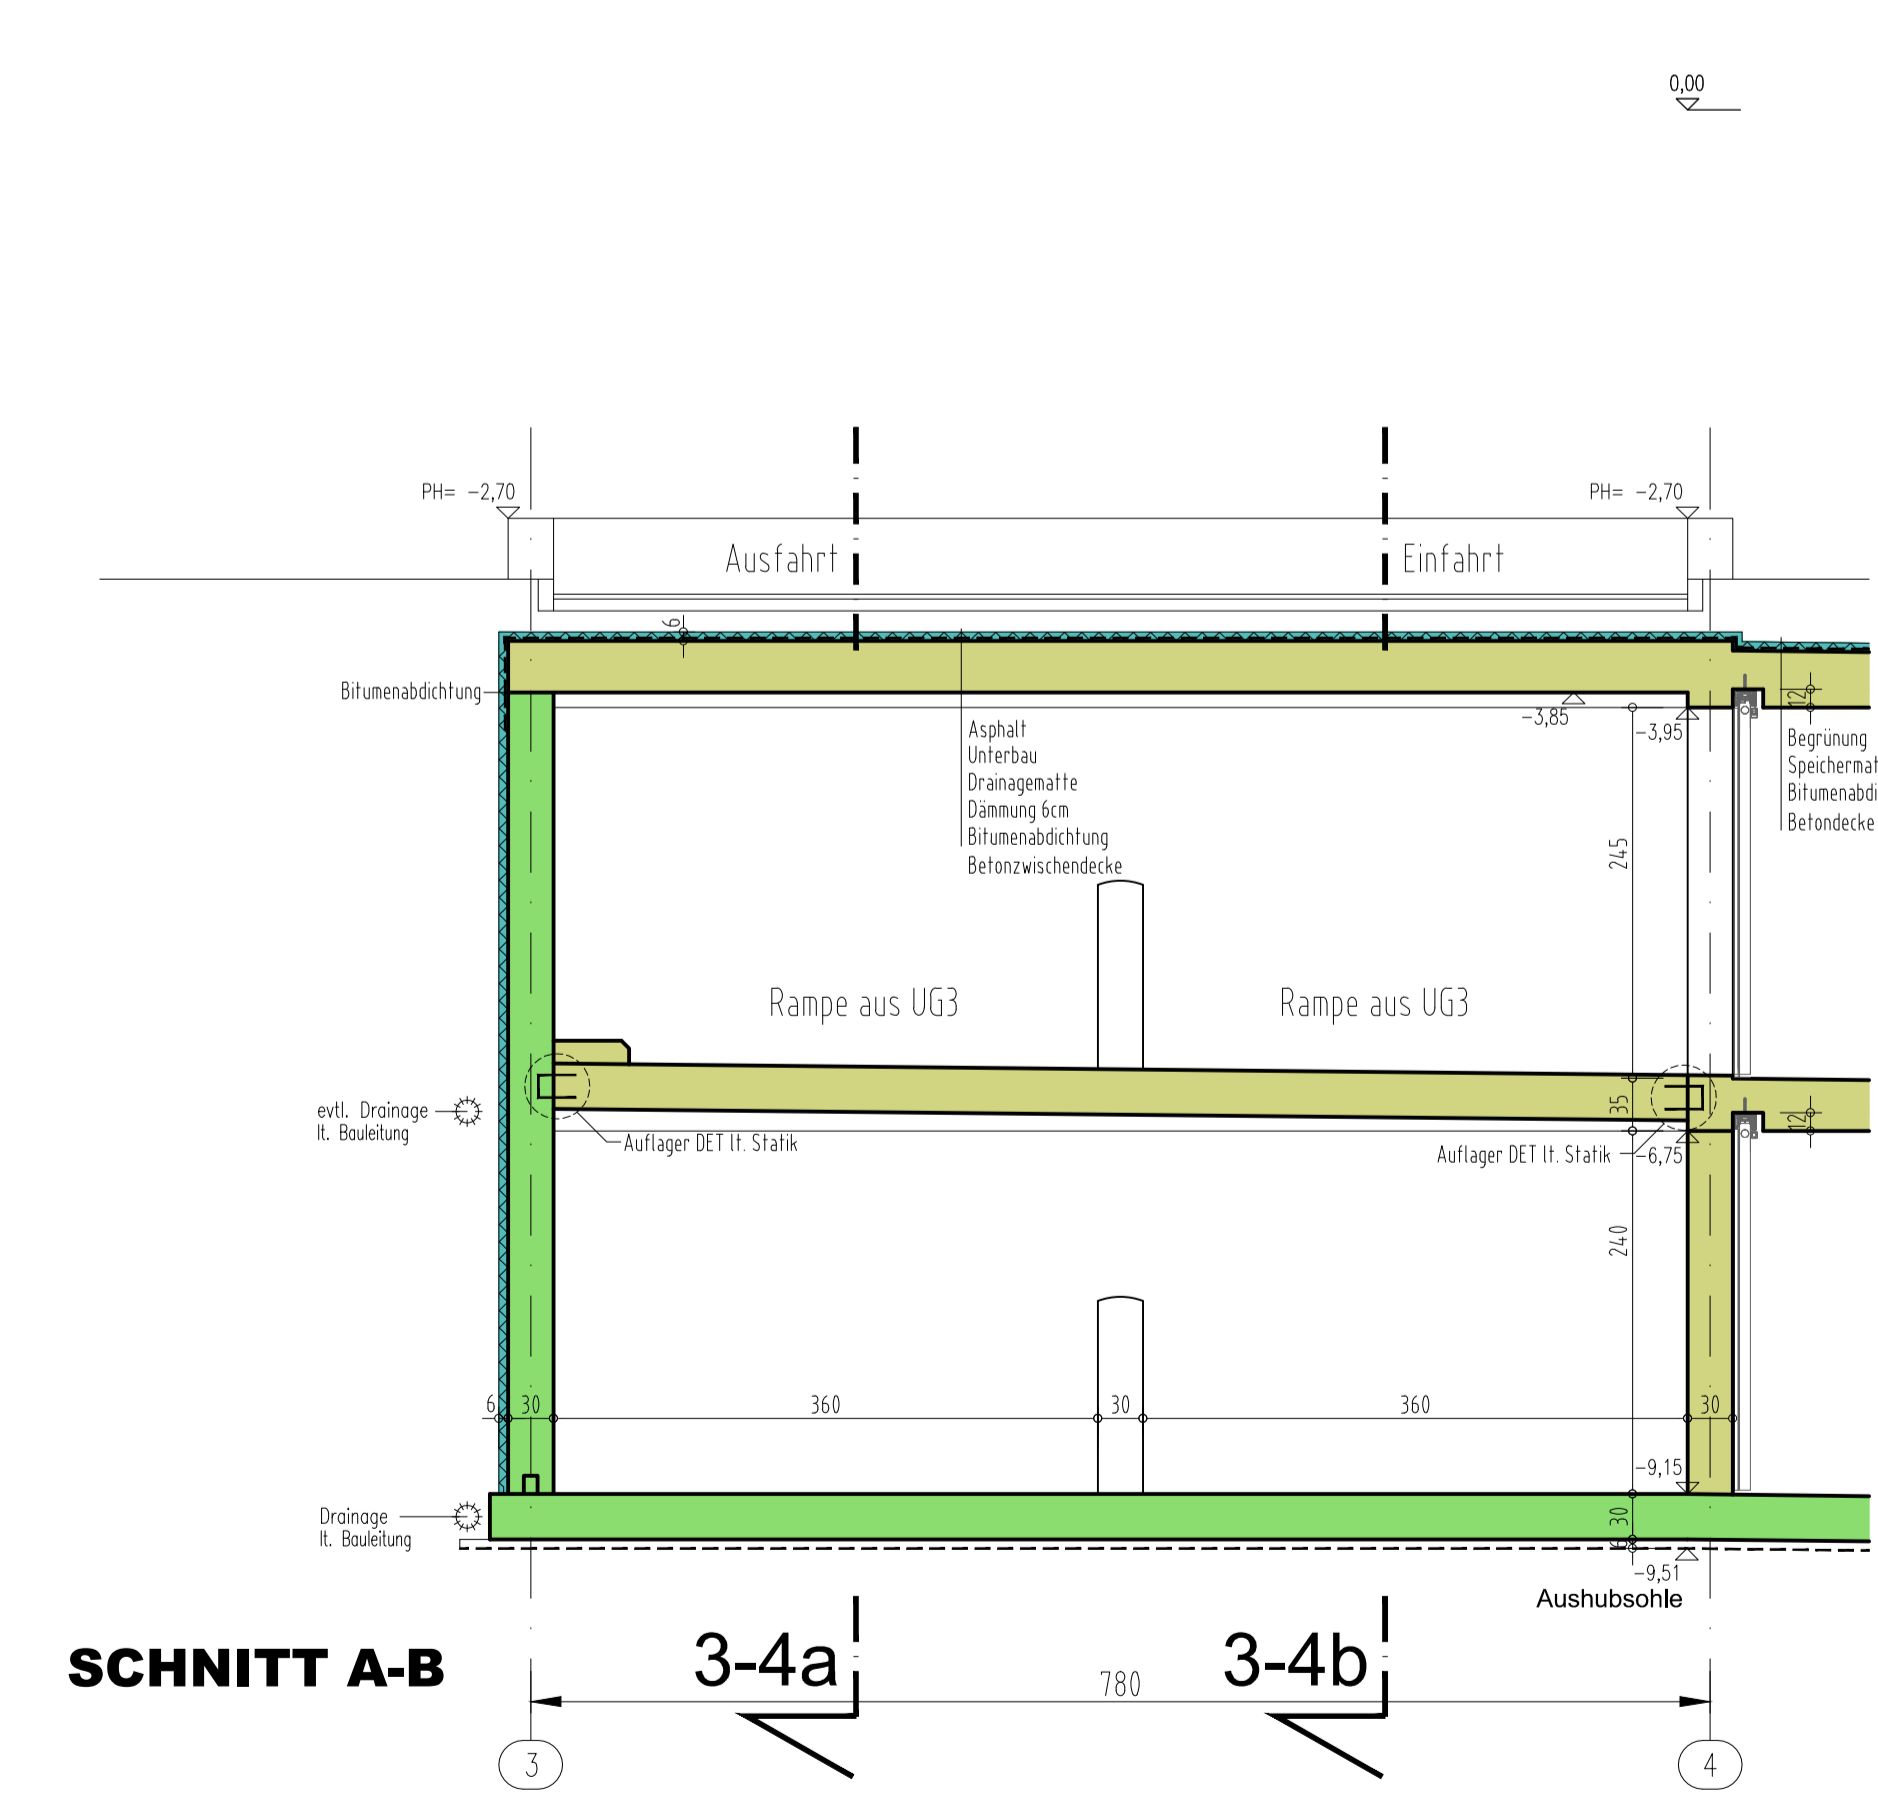 0,00
PH= -2,70
PH= -2,70
Ausfahrt
Einfahrt
6
Bitumenabdichtung
-3,85
-3,95
12
Asphalt
Unterbau
Drainagematte
Dämmung 6cm
Bitumenabdichtung
Betonzwischendecke
Begrünung
Speichermat
Bitumenabdi
Betondecke
245
Rampe aus UG3
Rampe aus UG3
evtl. Drainage
lt. Bauleitung
35
12
Auflager DET lt. Statik
Auflager DET lt. Statik
-6,75
240
6 30 360 30 360 30
-9,15
Drainage
lt. Bauleitung
30
6
-9,51
Aushubsohle
SCHNITT A-B
3-4a
3-4b
780
3
4